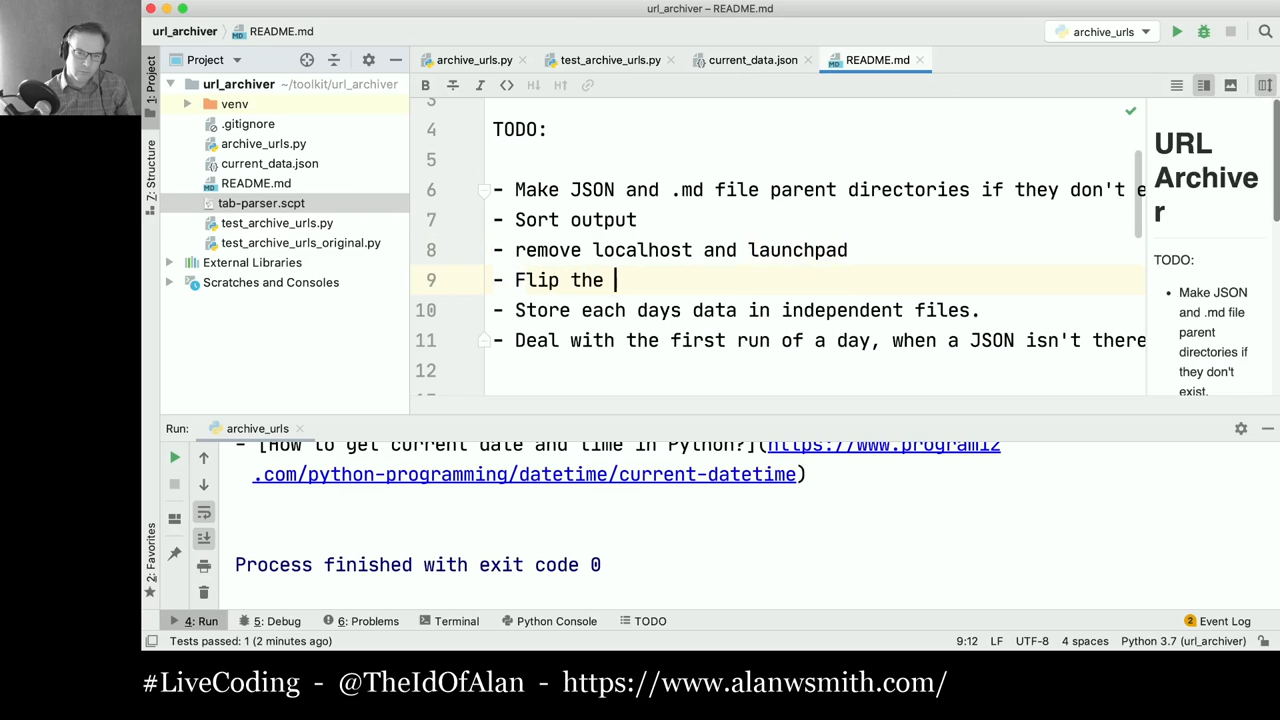 url_archiver – README.md
url_archiver README.md archive_urls
Project archive_urls.py test_archive_urls.py current_data.json README.md
1: Project
Z: Structure
2: Favorites
url_archiver ~/toolkit/url_archiver
venv
.gitignore
archive_urls.py
current_data.json
README.md
tab-parser.scpt
test_archive_urls.py
test_archive_urls_original.py
External Libraries
Scratches and Consoles
B I
3
4 TODO:
5
6 - Make JSON and .md file parent directories if they don't e
7 - Sort output
8 - remove localhost and launchpad
9 - Flip the
10 - Store each days data in independent files.
11 - Deal with the first run of a day, when a JSON isn't there
12
URL
Archive
r
TODO:
• Make JSON
and .md file
parent
directories if
they don't
exist.
Run: archive_urls
- [How to get current date and time in Python?](https://www.programiz
.com/python-programming/datetime/current-datetime)
Process finished with exit code 0
4: Run 5: Debug 6: Problems Terminal Python Console TODO 2 Event Log
Tests passed: 1 (2 minutes ago) 9:12 LF UTF-8 4 spaces Python 3.7 (url_archiver)
#LiveCoding - @TheIdOfAlan - https://www.alanwsmith.com/